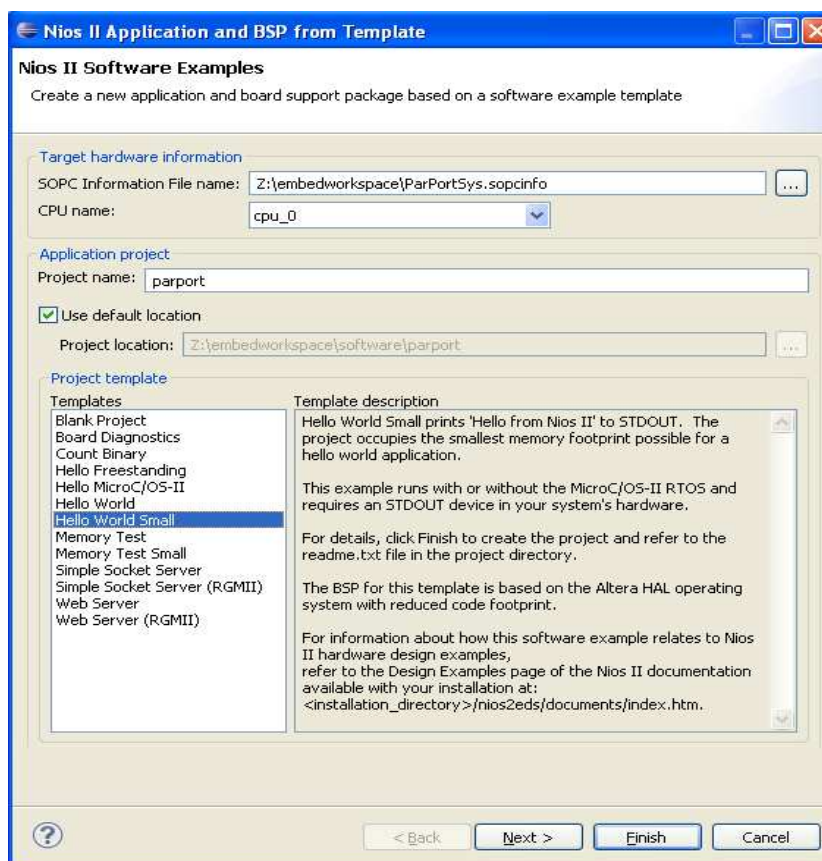 Nios II Application and BSP from Template
Nios II Software Examples
Create a new application and board support package based on a software example template
Target hardware information
SOPC Information File name: Z:\embedworkspace\ParPortSys.sopcinfo ...
CPU name: cpu_0
Application project
Project name: parport
Use default location
Project location: Z:\embedworkspace\software\parport ...
Project template
Templates
Blank Project
Board Diagnostics
Count Binary
Hello Freestanding
Hello MicroC/OS-II
Hello World
Hello World Small
Memory Test
Memory Test Small
Simple Socket Server
Simple Socket Server (RGMII)
Web Server
Web Server (RGMII)
Template description
Hello World Small prints 'Hello from Nios II' to STDOUT. The
project occupies the smallest memory footprint possible for a
hello world application.
This example runs with or without the MicroC/OS-II RTOS and
requires an STDOUT device in your system's hardware.
For details, click Finish to create the project and refer to the
readme.txt file in the project directory.
The BSP for this template is based on the Altera HAL operating
system with reduced code footprint.
For information about how this software example relates to Nios
II hardware design examples,
refer to the Design Examples page of the Nios II documentation
available with your installation at:
<installation_directory>/nios2eds/documents/index.htm.
? < Back Next > Finish Cancel